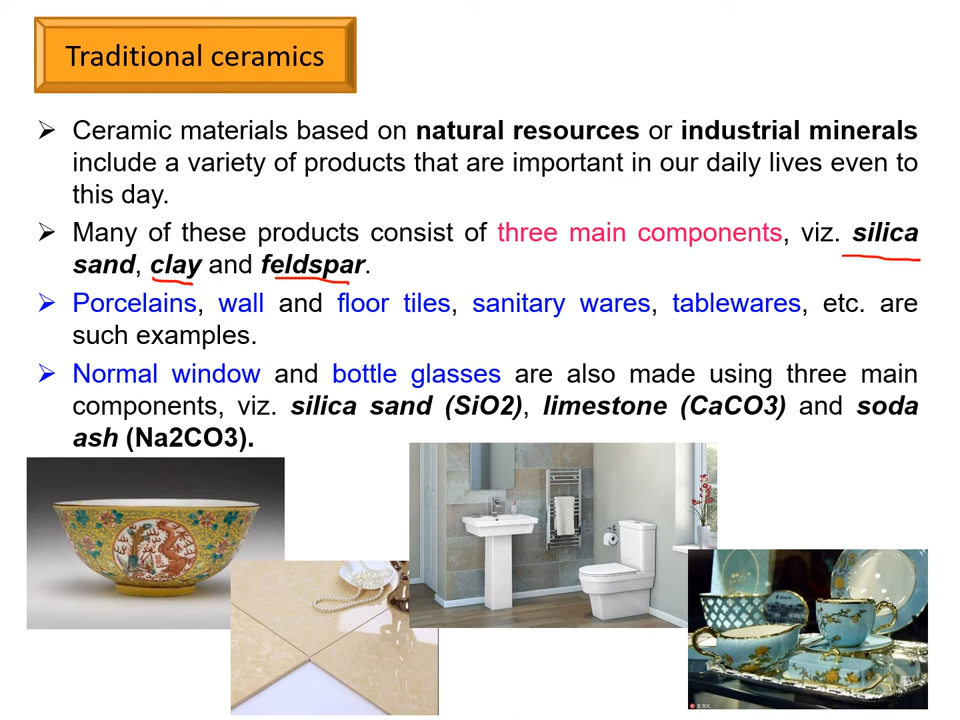 Traditional ceramics
➢ Ceramic materials based on natural resources or industrial minerals
include a variety of products that are important in our daily lives even to
this day.
➢ Many of these products consist of three main components, viz. silica
sand, clay and feldspar.
➢ Porcelains, wall and floor tiles, sanitary wares, tablewares, etc. are
such examples.
➢ Normal window and bottle glasses are also made using three main
components, viz. silica sand (SiO2), limestone (CaCO3) and soda
ash (Na2CO3).